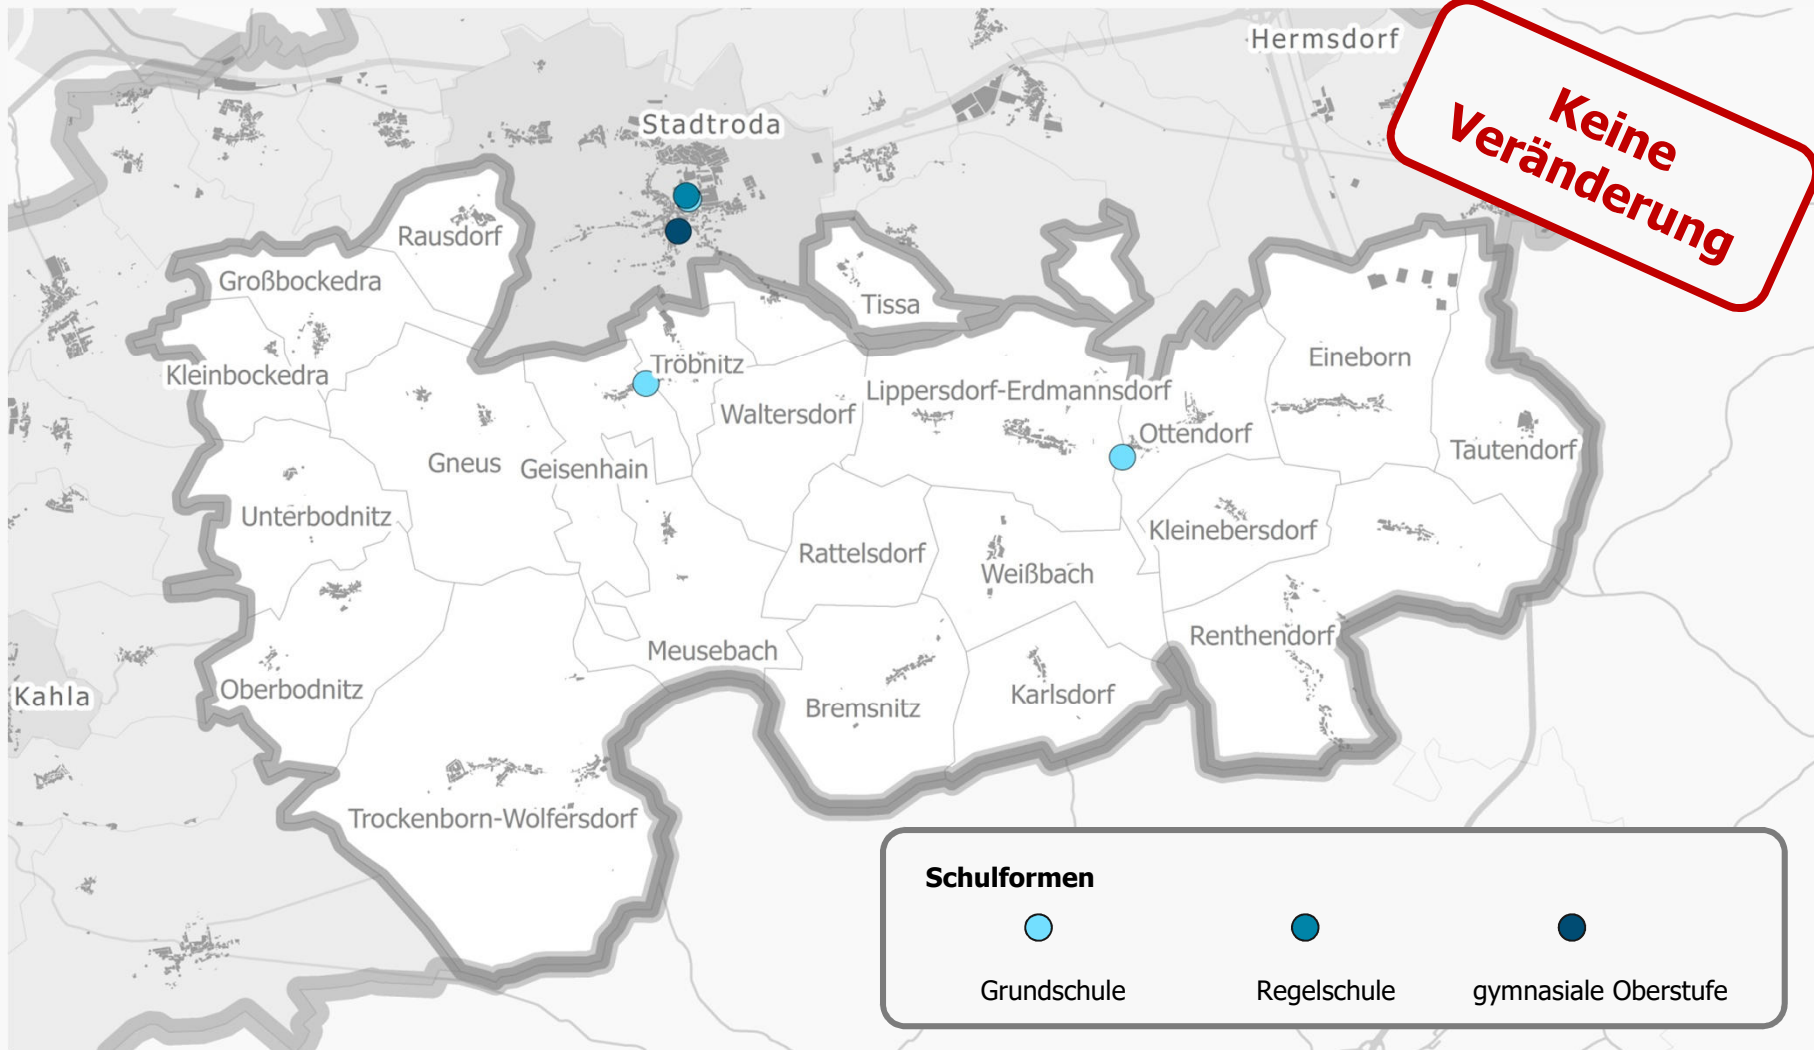 Hermsdorf
Keine
Veränderung
Stadtroda
Rausdorf
Großbockedra
Tissa
Kleinbockedra
Tröbnitz
Eineborn
Lippersdorf-Erdmannsdorf
Waltersdorf
Ottendorf
Tautendorf
Gneus
Geisenhain
Unterbodnitz
Kleinebersdorf
Rattelsdorf
Weißbach
Renthendorf
Meusebach
Kahla
Oberbodnitz
Karlsdorf
Bremsnitz
Trockenborn-Wolfersdorf
Schulformen
Grundschule
Regelschule
gymnasiale Oberstufe